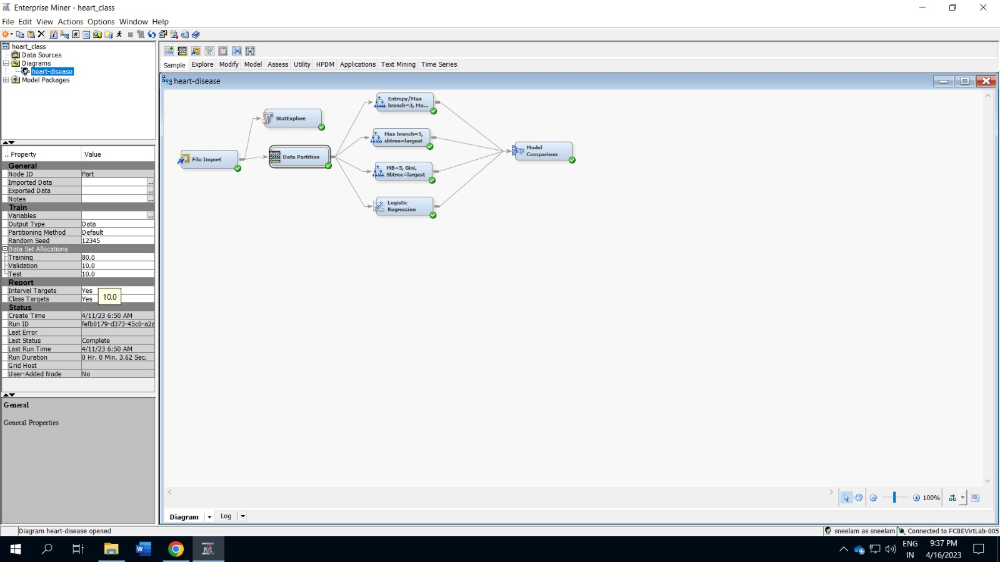 Enterprise Miner - heart_class
File Edit View Actions Options Window Help
heart_class
Data Sources
Diagrams
heart-disease
Model Packages
.. Property Value
General
Node ID Part
Imported Data ...
Exported Data ...
Notes ...
Train
Variables ...
Output Type Data
Partitioning Method Default
Random Seed 12345
Data Set Allocations
Training 80.0
Validation 10.0
Test 10.0
Report
Interval Targets Yes
Class Targets Yes
10.0
Status
Create Time 4/11/23 6:50 AM
Run ID fefb0179-d373-45c0-a2a
Last Error
Last Status Complete
Last Run Time 4/11/23 6:50 AM
Run Duration 0 Hr. 0 Min. 3.62 Sec.
Grid Host
User-Added Node No
General
General Properties
Sample Explore Modify Model Assess Utility HPDM Applications Text Mining Time Series
heart-disease
File Import
StatExplore
Data Partition
Entropy/Max
branch=3, Ma...
Max branch=5,
sbtree=largest
MB=5, Gini,
Sbtree=largest
Logistic
Regression
Model
Comparison
100%
Diagram Log
Diagram heart-disease opened
sneelam as sneelam Connected to FCBEVirtLab-005
ENG
IN
9:37 PM
4/16/2023